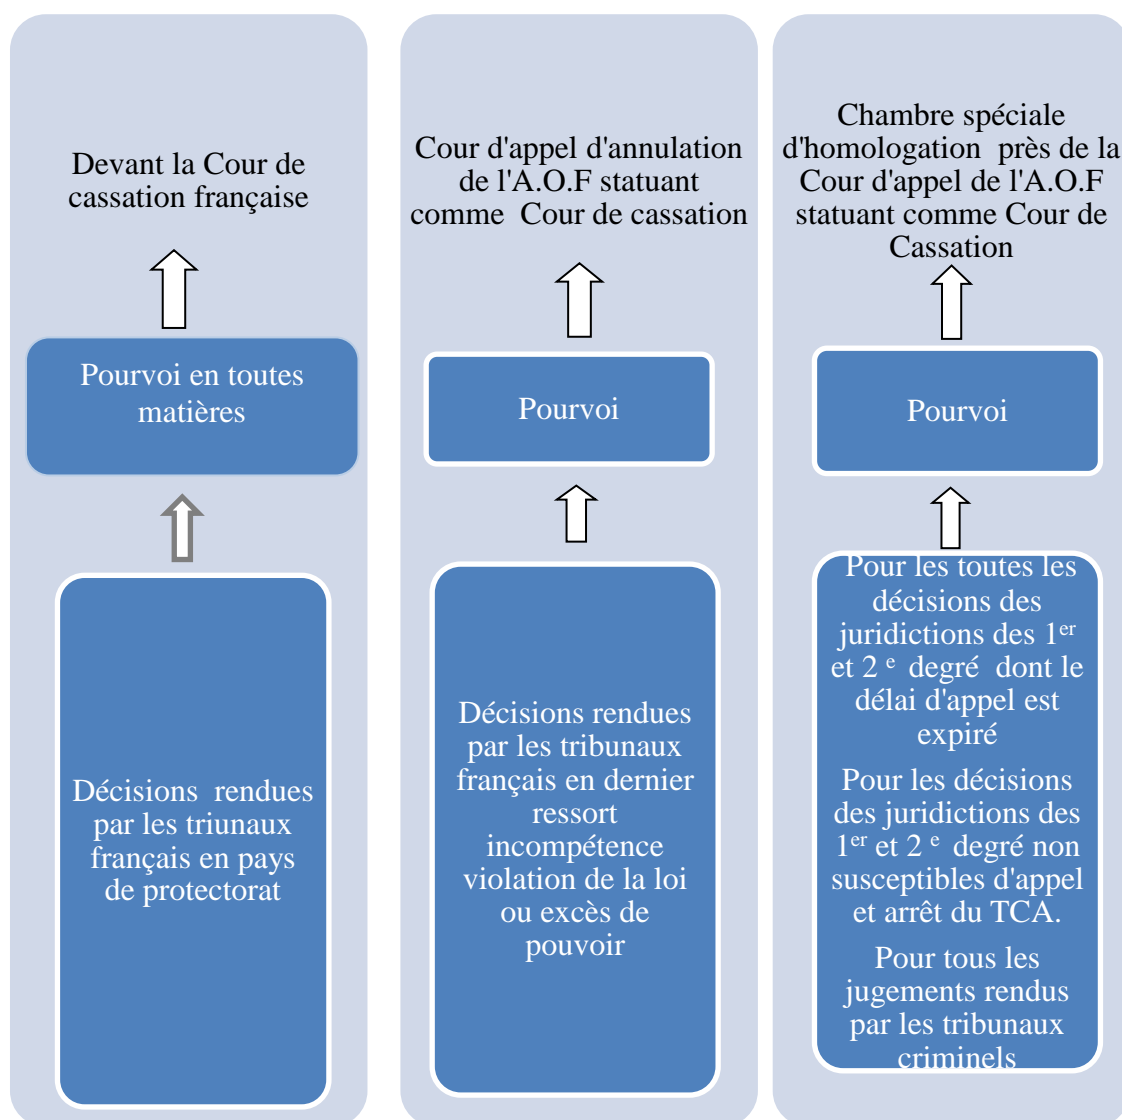 Devant la Cour de
cassation française
Pourvoi en toutes
matières
Décisions rendues
par les triunaux
français en pays
de protectorat
Cour d'appel d'annulation
de l'A.O.F statuant
comme Cour de cassation
Pourvoi
Décisions rendues
par les tribunaux
français en dernier
ressort
incompétence
violation de la loi
ou excès de
pouvoir
Chambre spéciale
d'homologation près de la
Cour d'appel de l'A.O.F
statuant comme Cour de
Cassation
Pourvoi
Pour les toutes les
décisions des
juridictions des 1er
et 2 e degré dont le
délai d'appel est
expiré
Pour les décisions
des juridictions des
1er et 2 e degré non
susceptibles d'appel
et arrêt du TCA.
Pour tous les
jugements rendus
par les tribunaux
criminels